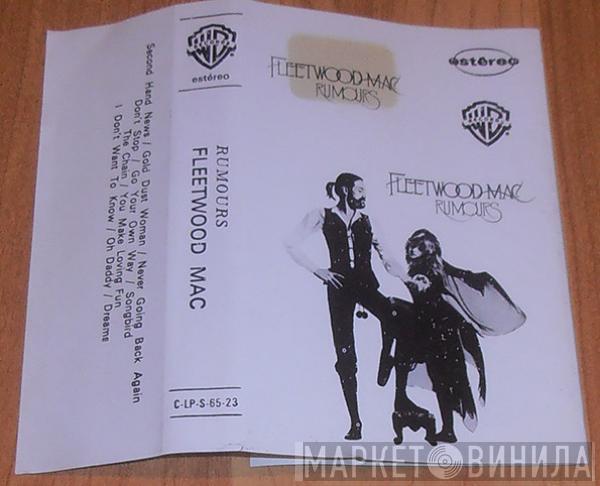 Second Hand News / Gold Dust Woman / Never Going Back Again
Don't Stop / Go Your Own Way / Songbird
The Chain / You Make Loving Fun
I Don't Want To Know / Oh Daddy / Dreams
estéreo
RUMOURS
FLEETWOOD MAC
C-LP-S-65-23
FLEETWOOD MAC
RUMOURS
estéreo
RECORDS
FLEETWOOD MAC
RUMOURS
МАРКЕТ ВИНИЛА